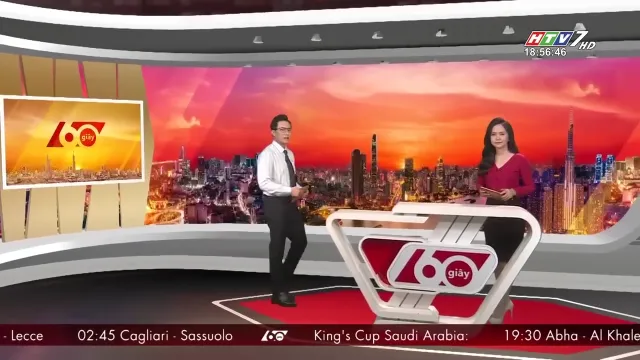 HTV7 HD
18:56:46
60 giây
60 giây
- Lecce 02:45 Cagliari - Sassuolo 60 King's Cup Saudi Arabia: 19:30 Abha - Al Khale